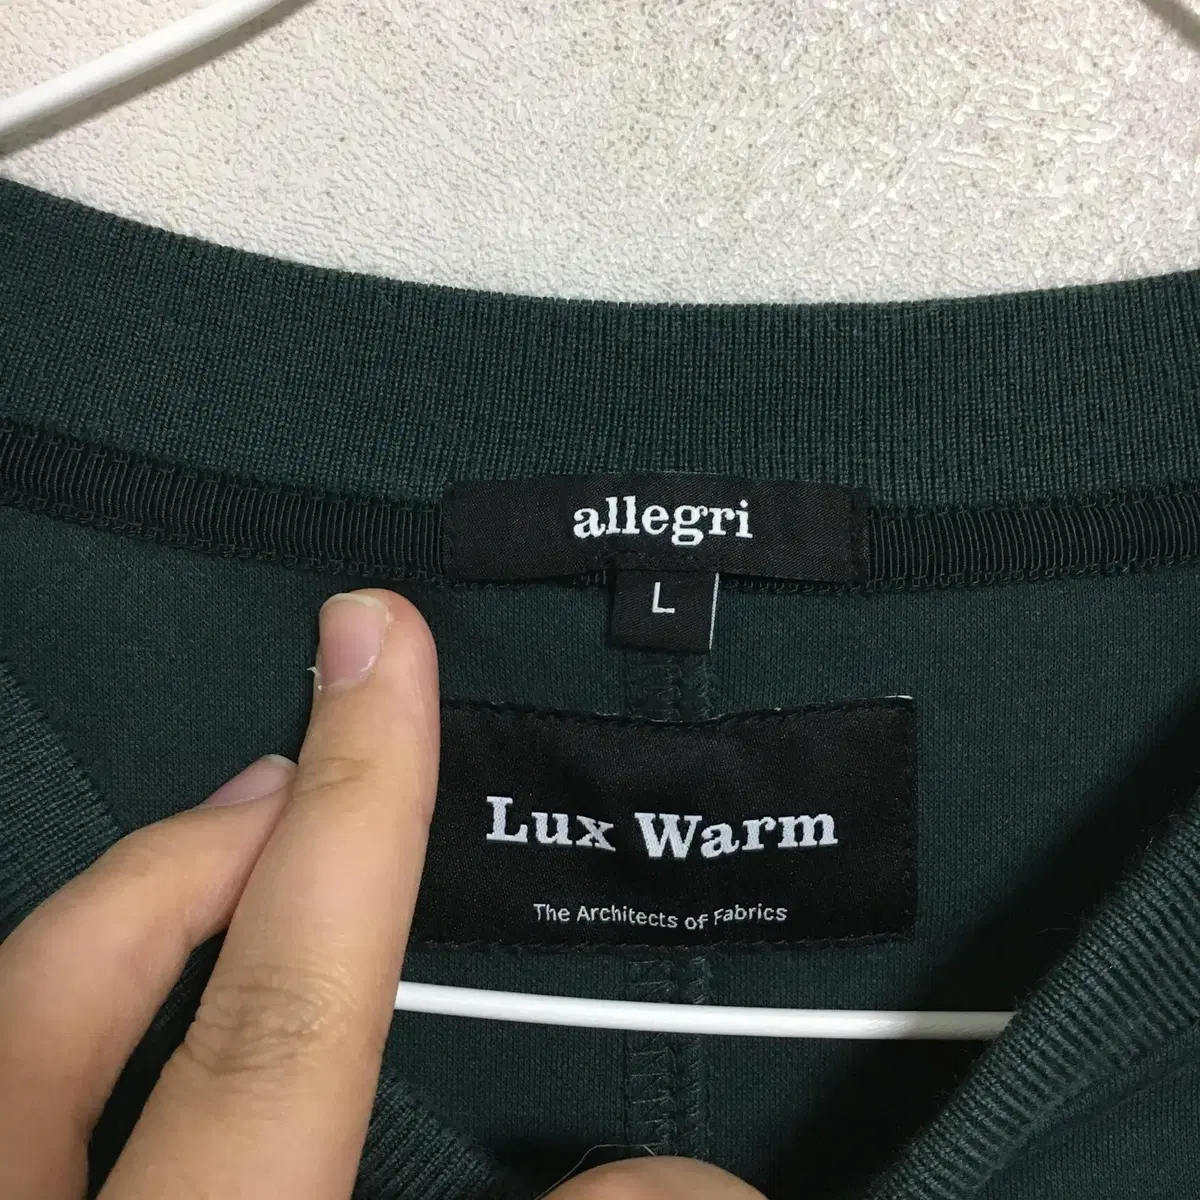 allegri
L
Lux Warm
The Architects of Fabrics